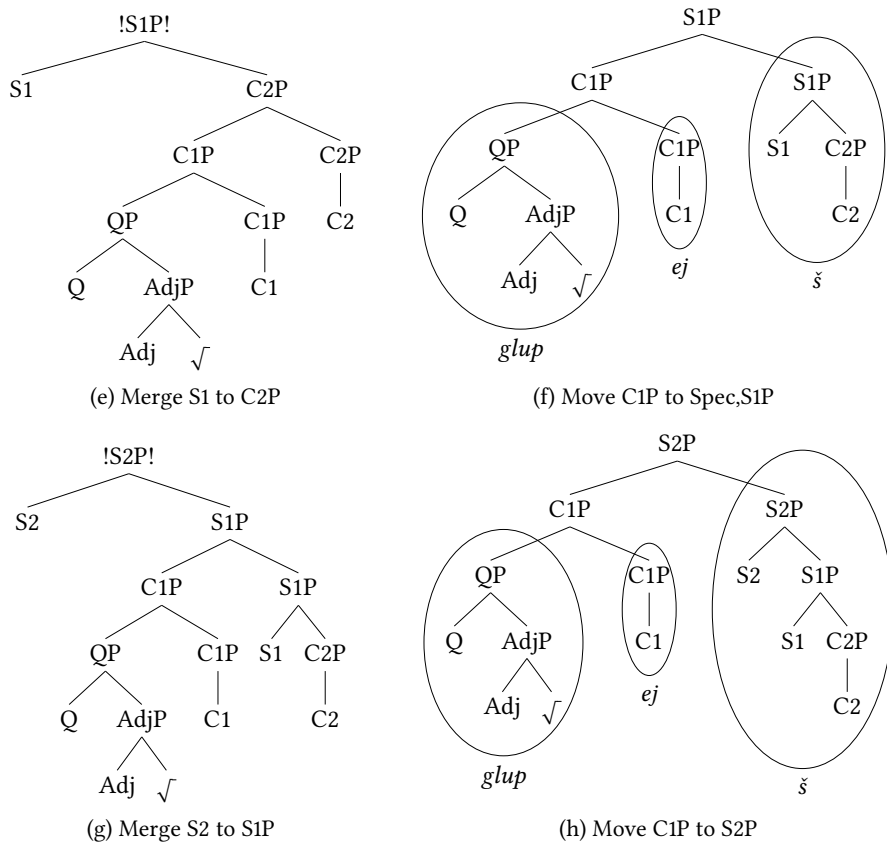 !S1P!
S1 C2P
C1P C2P
QP C1P C2
Q AdjP C1
Adj √
(e) Merge S1 to C2P
S1P
C1P S1P
QP C1P S1 C2P
Q AdjP C1 C2
Adj √ ej š
glup
(f) Move C1P to Spec,S1P
!S2P!
S2 S1P
C1P S1P
QP C1P S1 C2P
Q AdjP C1 C2
Adj √
(g) Merge S2 to S1P
S2P
C1P S2P
QP C1P S2 S1P
Q AdjP C1 S1 C2P
Adj √ ej C2
glup š
(h) Move C1P to S2P